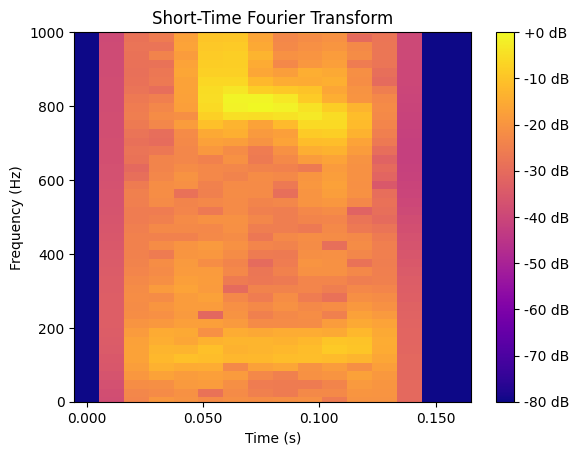 Short-Time Fourier Transform
1000
800
600
400
200
0
Frequency (Hz)
0.000
0.050
0.100
0.150
Time (s)
+0 dB
-10 dB
-20 dB
-30 dB
-40 dB
-50 dB
-60 dB
-70 dB
-80 dB